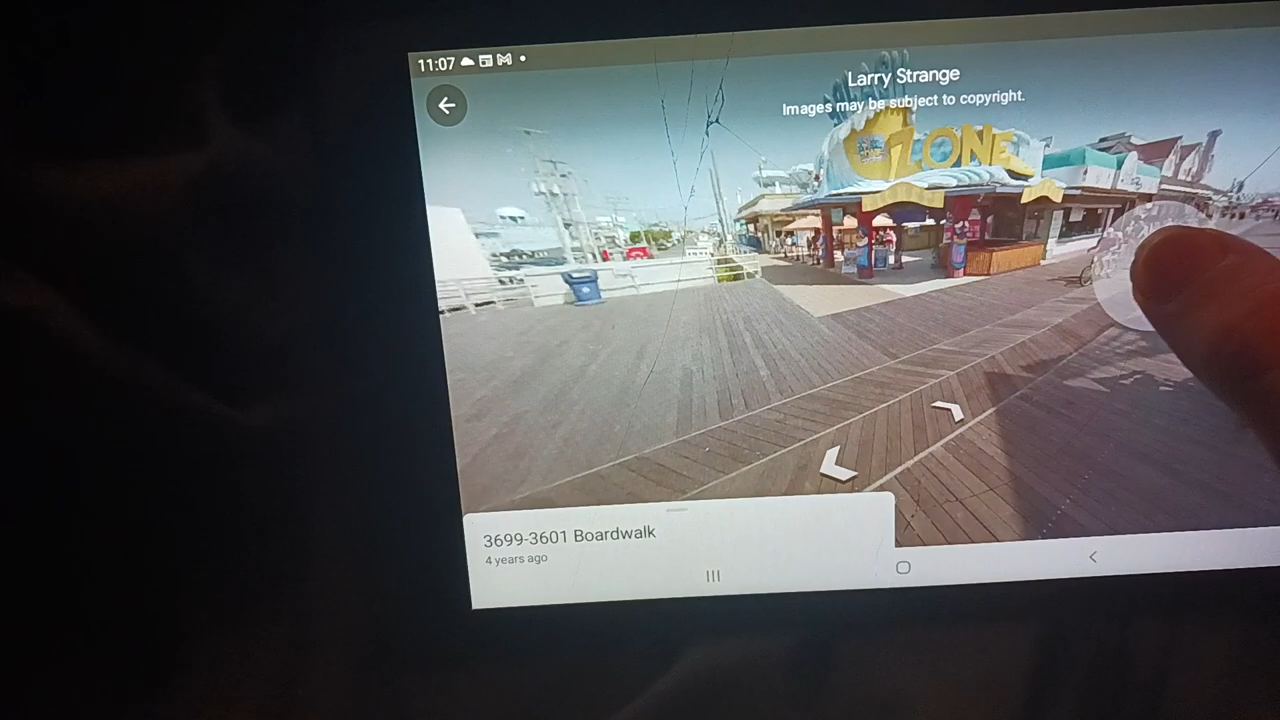 11:07
Larry Strange
Images may be subject to copyright.
ZONE
3699-3601 Boardwalk
4 years ago